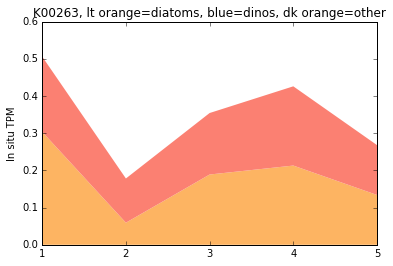 K00263, lt orange=diatoms, blue=dinos, dk orange=other
0.6
0.5
0.4
0.3
0.2
0.1
0.0
In situ TPM
1 2 3 4 5